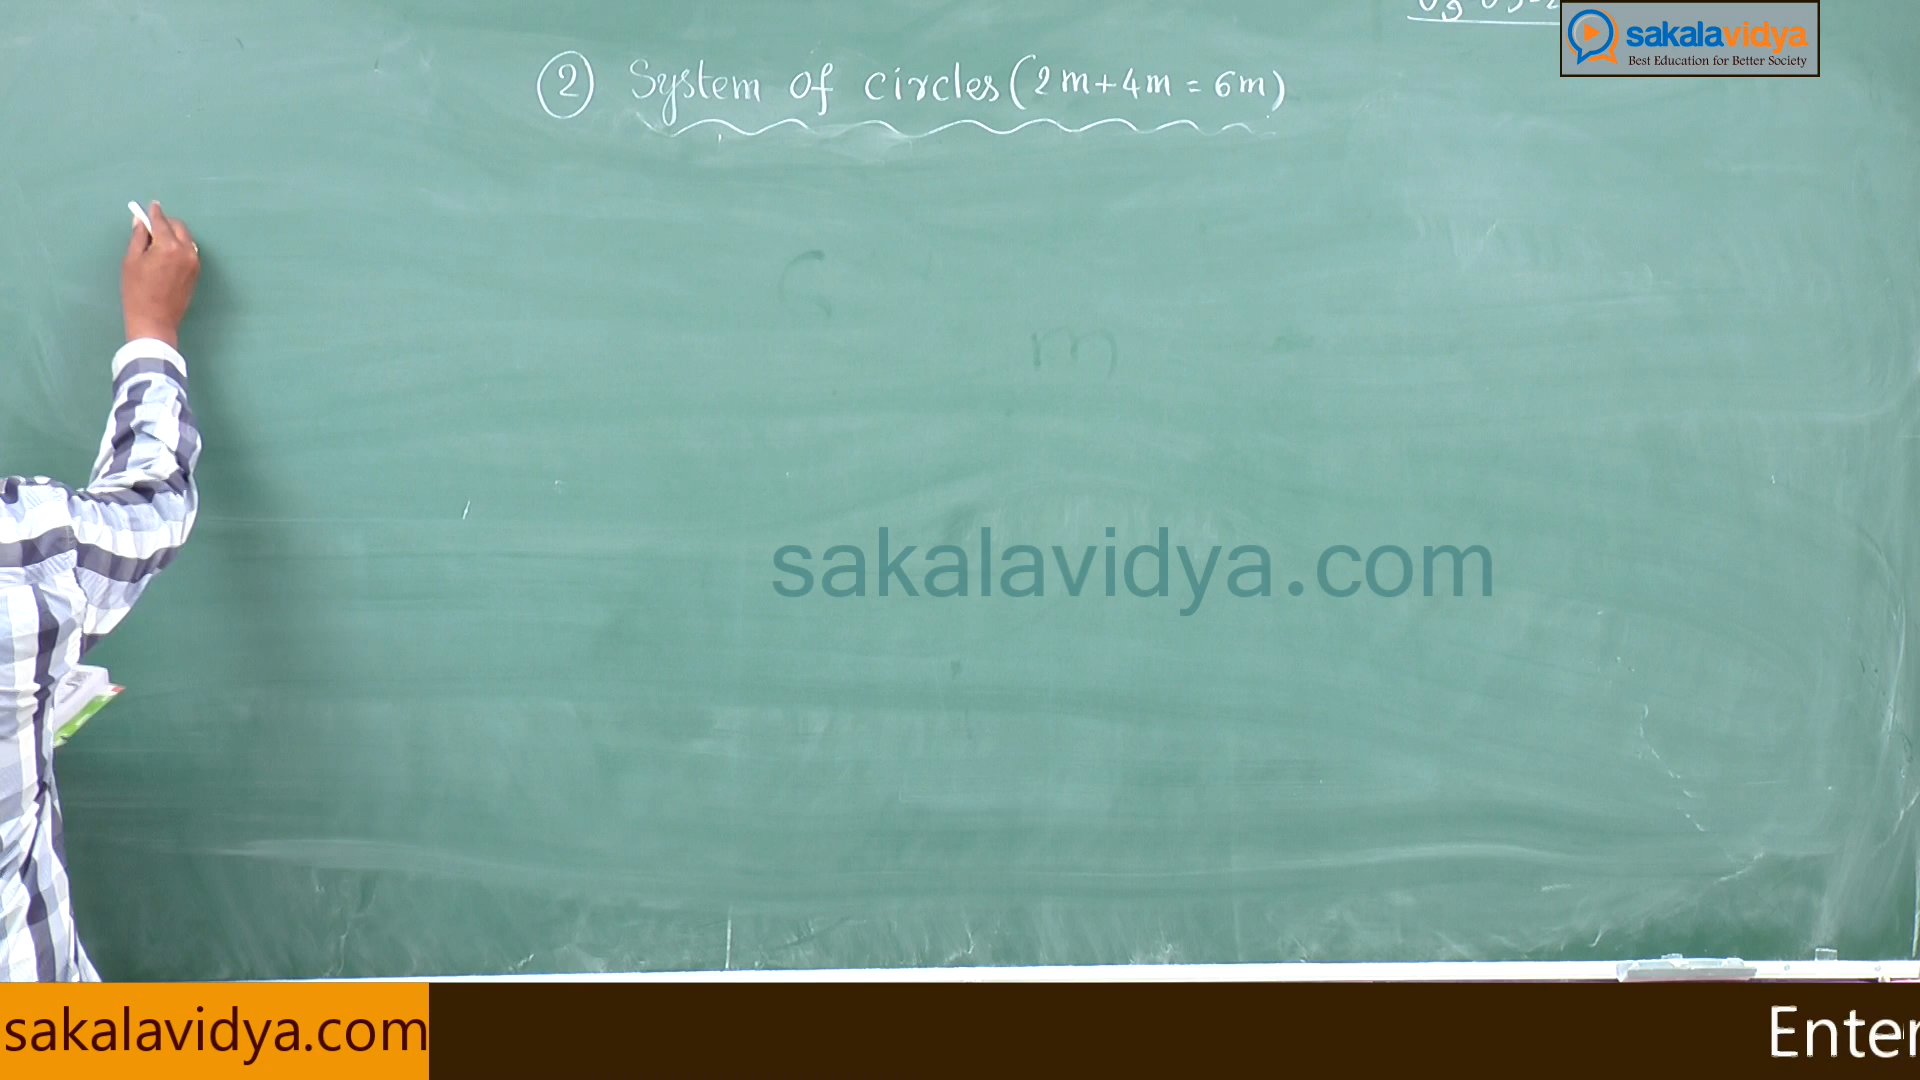 sakalavidya
Best Education for Better Society
② System of circles (2m+4m = 6m)
m
sakalavidya.com
sakalavidya.com
Enter